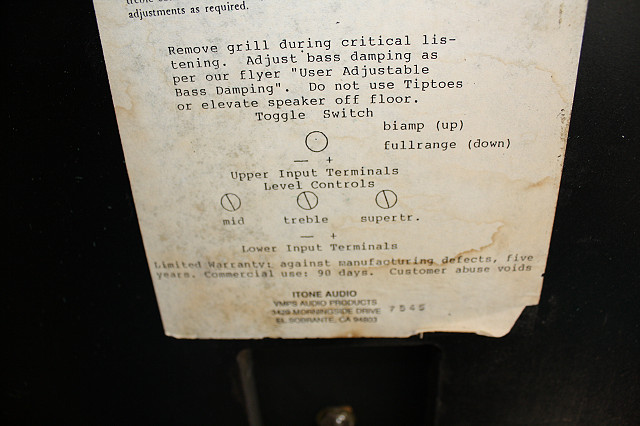 adjustments as required.
Remove grill during critical lis-
tening. Adjust bass damping as
per our flyer "User Adjustable
Bass Damping". Do not use Tiptoes
or elevate speaker off floor.
Toggle Switch
biamp (up)
fullrange (down)
— +
Upper Input Terminals
Level Controls
mid treble supertr.
— +
Lower Input Terminals
Limited Warranty: against manufacturing defects, five
years. Commercial use: 90 days. Customer abuse voids
ITONE AUDIO
VMPS AUDIO PRODUCTS
3429 MORNINGSIDE DRIVE 7545
EL SOBRANTE, CA 94803